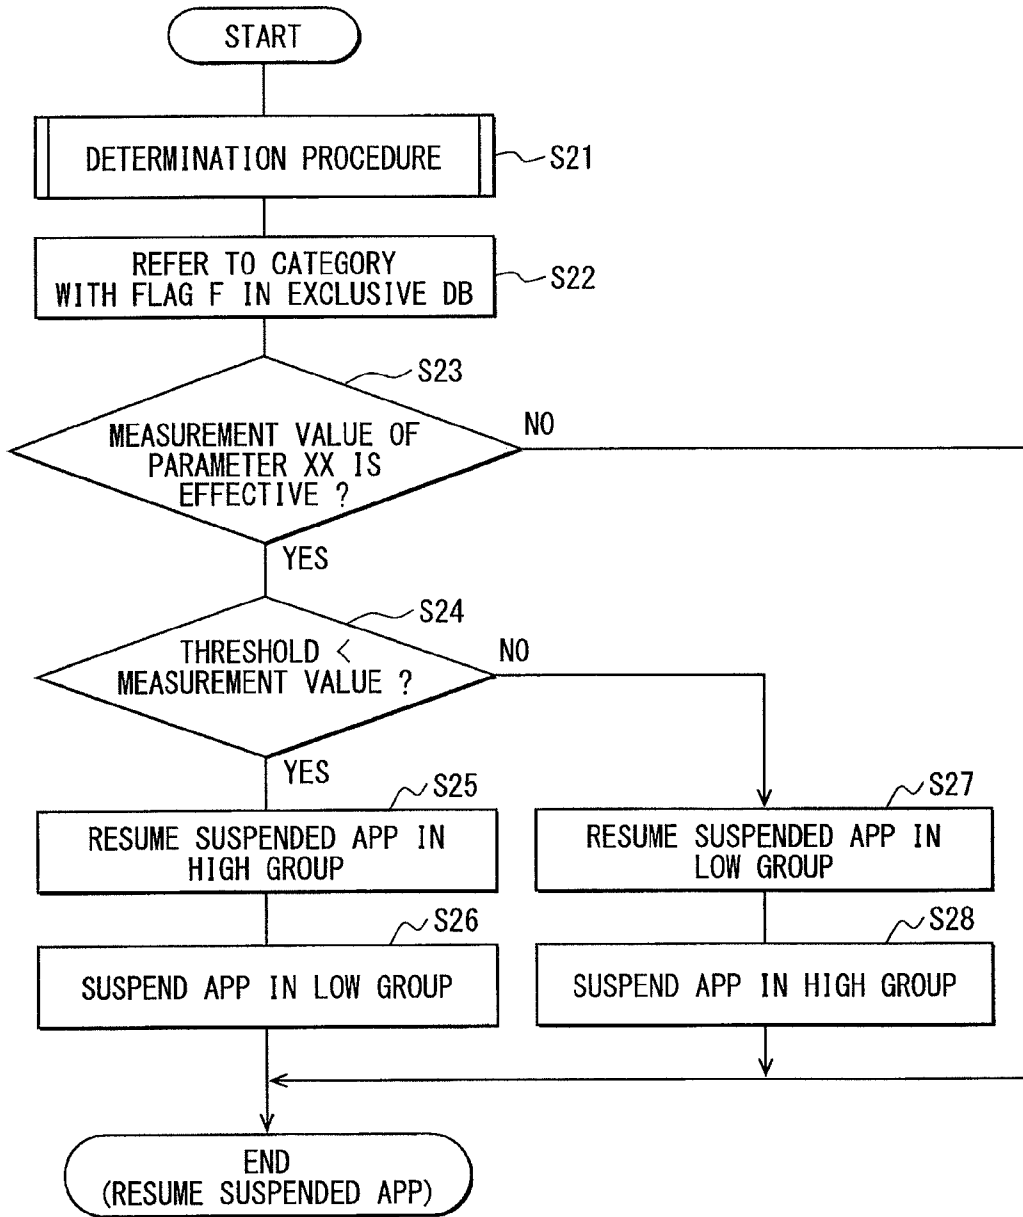 START
DETERMINATION PROCEDURE
S21
REFER TO CATEGORY
WITH FLAG F IN EXCLUSIVE DB
S22
S23
MEASUREMENT VALUE OF
PARAMETER XX IS
EFFECTIVE ?
NO
YES
S24
THRESHOLD <
MEASUREMENT VALUE ?
NO
YES
S25
RESUME SUSPENDED APP IN
HIGH GROUP
S27
RESUME SUSPENDED APP IN
LOW GROUP
S26
SUSPEND APP IN LOW GROUP
S28
SUSPEND APP IN HIGH GROUP
END
(RESUME SUSPENDED APP)